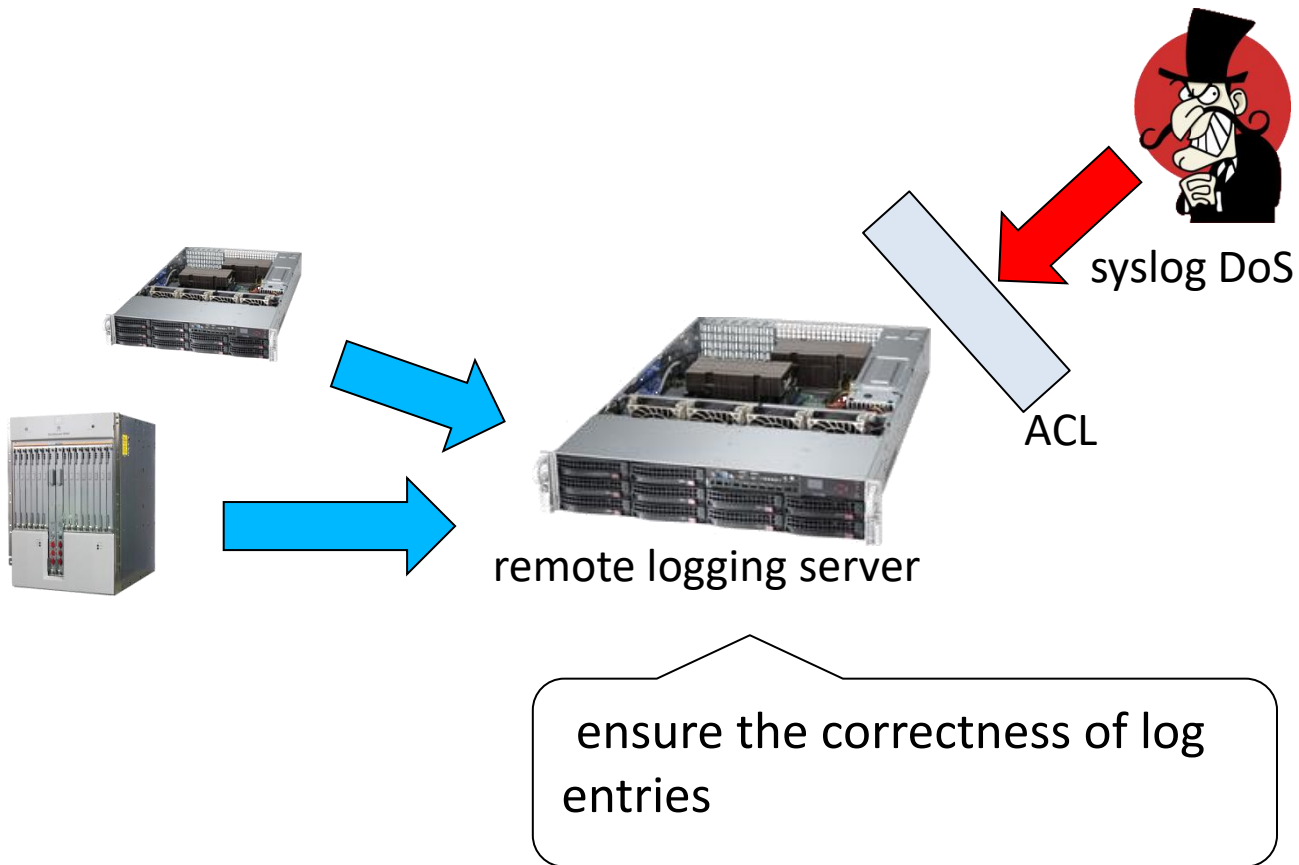 syslog DoS
ACL
remote logging server
ensure the correctness of log
entries